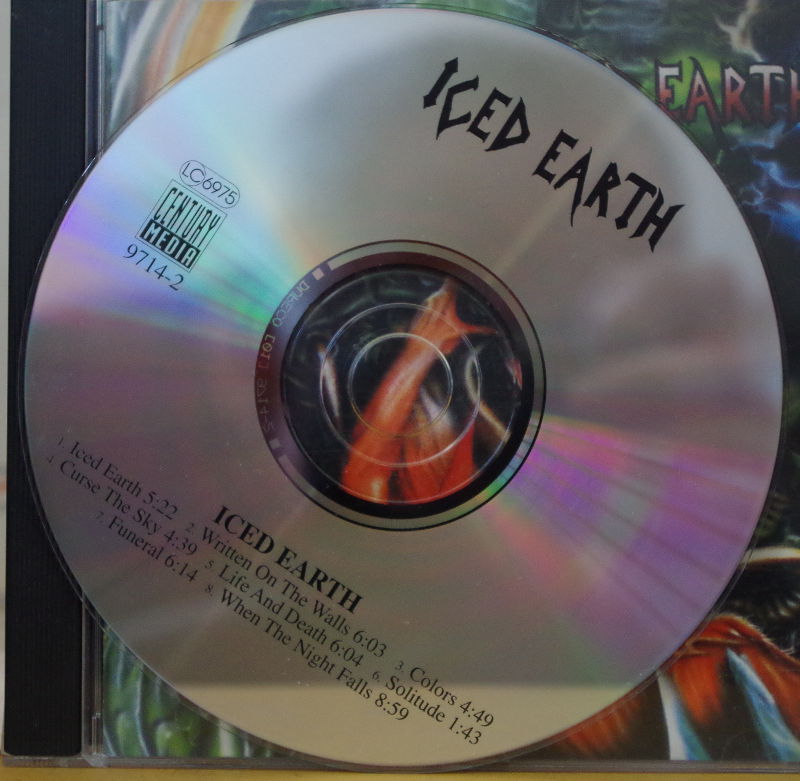 ICED EARTH
EARTH
LC6975
CENTURY
MEDIA
9714-2
ICED EARTH
1. Iced Earth 5:22 2. Written On The Walls 6:03 3. Colors 4:49
4 Curse The Sky 4:39 5. Life And Death 6:04 6. Solitude 1:43
7. Funeral 6:14 8. When The Night Falls 8:59